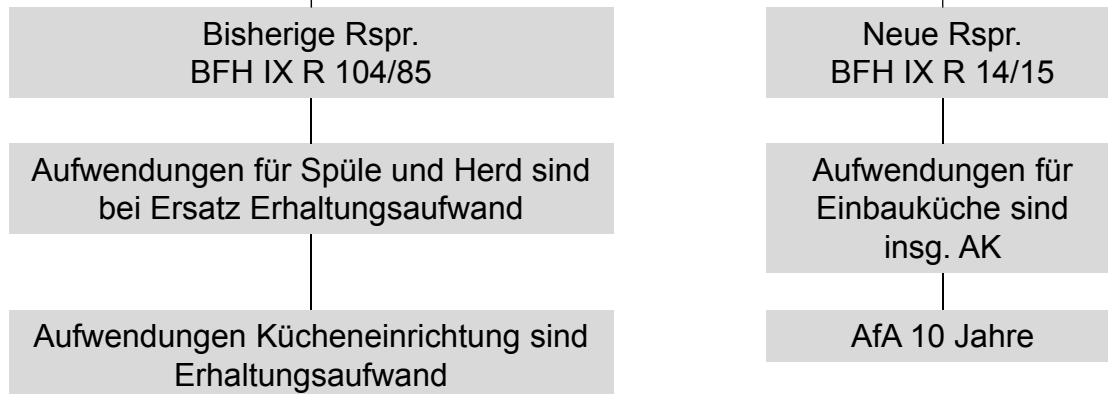 Bisherige Rspr.
BFH IX R 104/85
Aufwendungen für Spüle und Herd sind
bei Ersatz Erhaltungsaufwand
Aufwendungen Kücheneinrichtung sind
Erhaltungsaufwand
Neue Rspr.
BFH IX R 14/15
Aufwendungen für
Einbauküche sind
insg. AK
AfA 10 Jahre